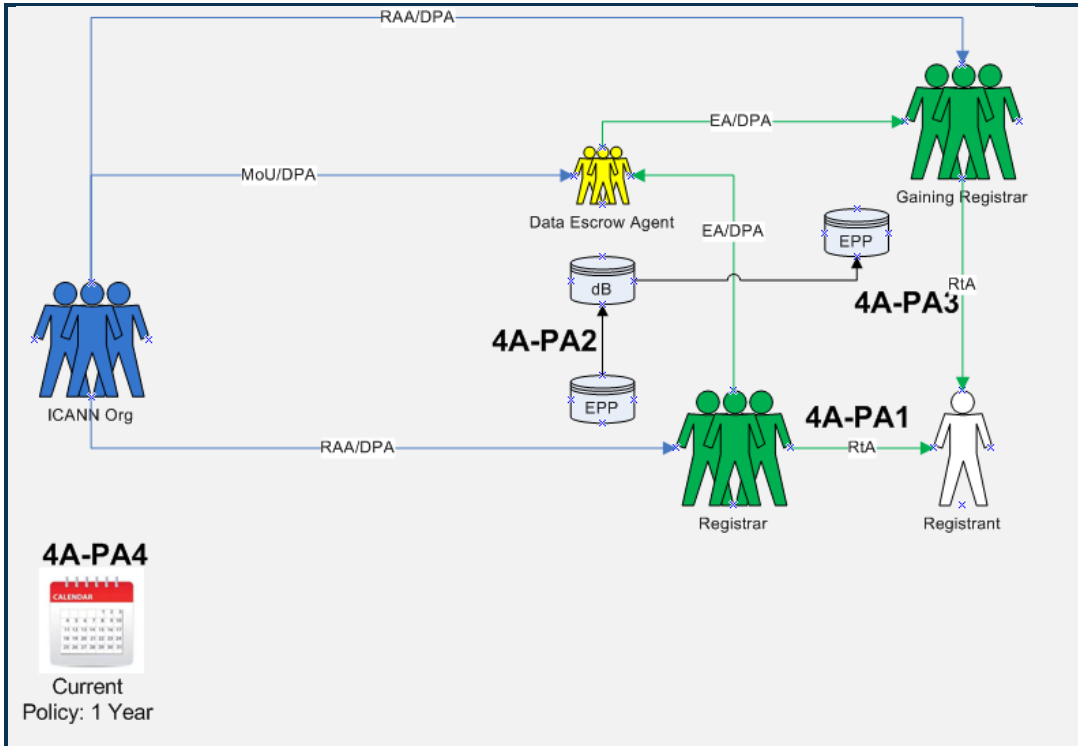 RAA/DPA
EA/DPA
MoU/DPA
Gaining Registrar
Data Escrow Agent
EA/DPA
EPP
dB
RtA
4A-PA3
4A-PA2
EPP
ICANN Org
4A-PA1
RAA/DPA
RtA
Registrar
Registrant
4A-PA4
CALENDAR
Current
Policy: 1 Year